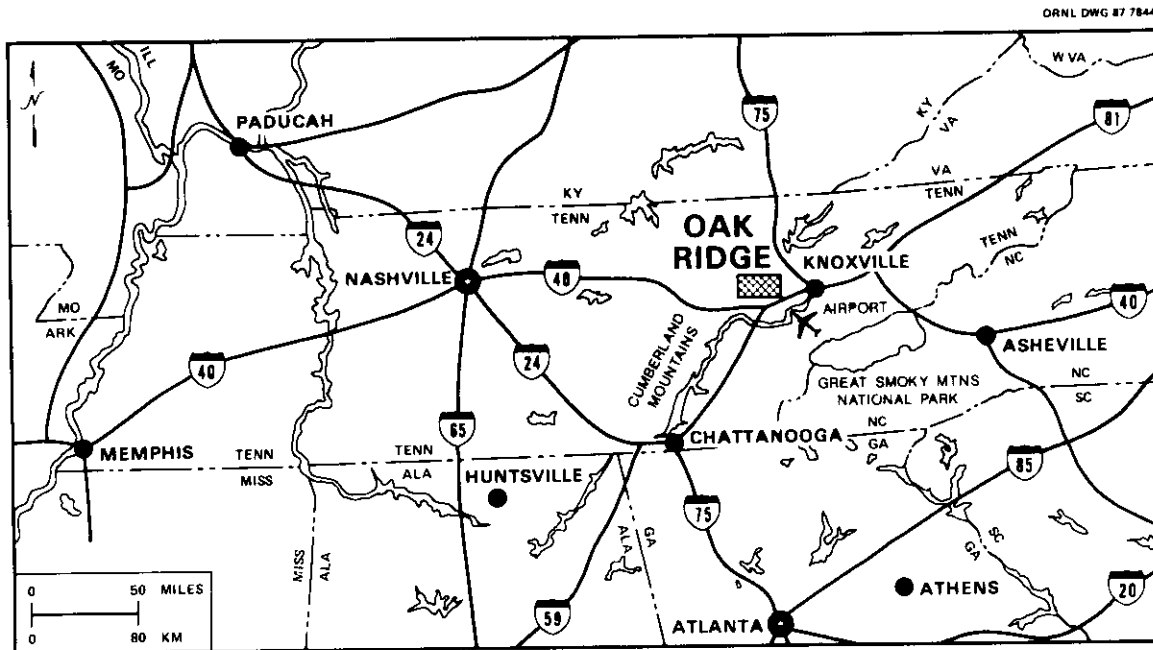 ORNL DWG 87 7844
N
MO
ILL
PADUCAH
75
KY
VA
W VA
81
KY
TENN
VA
TENN
24
OAK
RIDGE
KNOXVILLE
TENN
NC
NASHVILLE
40
AIRPORT
40
MO
ARK
CUMBERLAND
MOUNTAINS
ASHEVILLE
40
24
GREAT SMOKY MTNS
NATIONAL PARK
NC
SC
65
MEMPHIS
TENN
MISS
TENN
ALA
CHATTANOOGA
NC
GA
HUNTSVILLE
85
75
MISS
ALA
ALA
GA
SC
GA
0 50 MILES
0 80 KM
59
ATLANTA
ATHENS
20